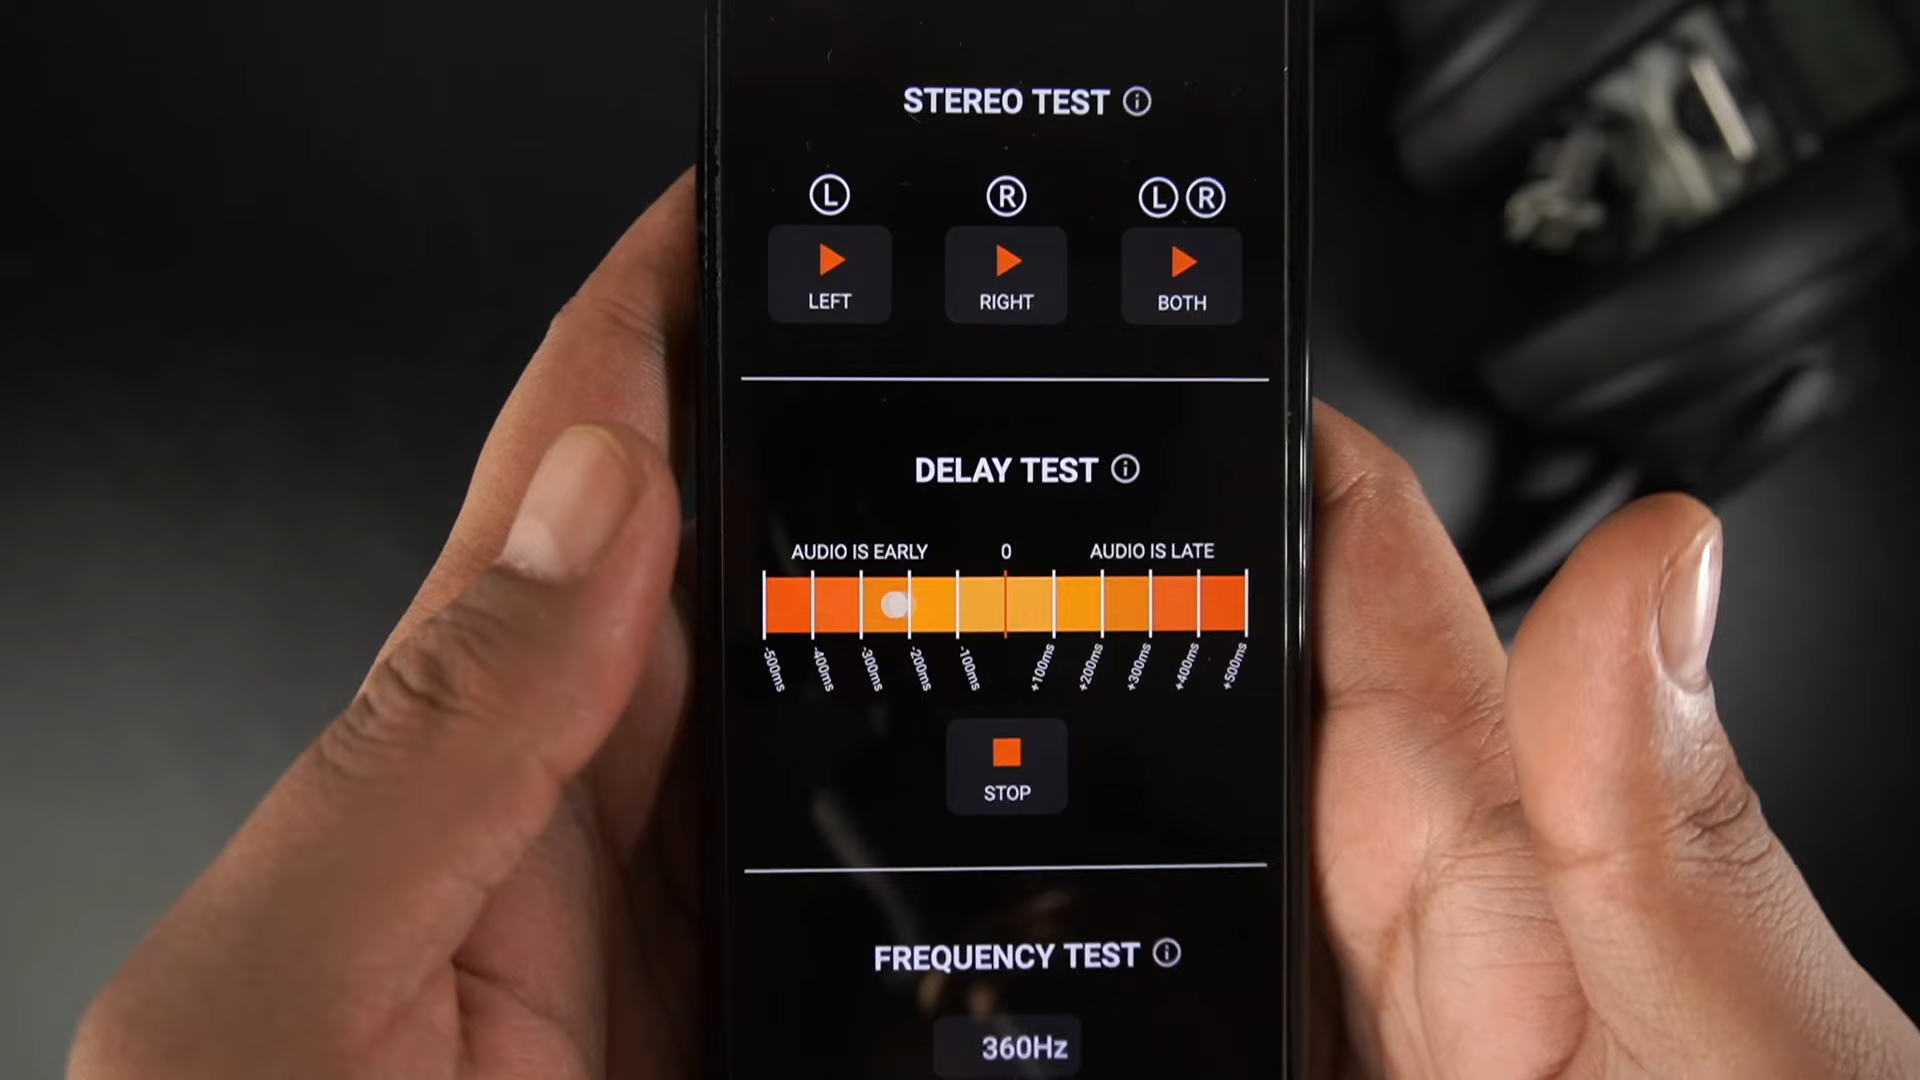 STEREO TEST ⓘ
L R L R
LEFT RIGHT BOTH
DELAY TEST ⓘ
AUDIO IS EARLY 0 AUDIO IS LATE
-500ms -400ms -300ms -200ms -100ms +100ms +200ms +300ms +400ms +500ms
STOP
FREQUENCY TEST ⓘ
360Hz